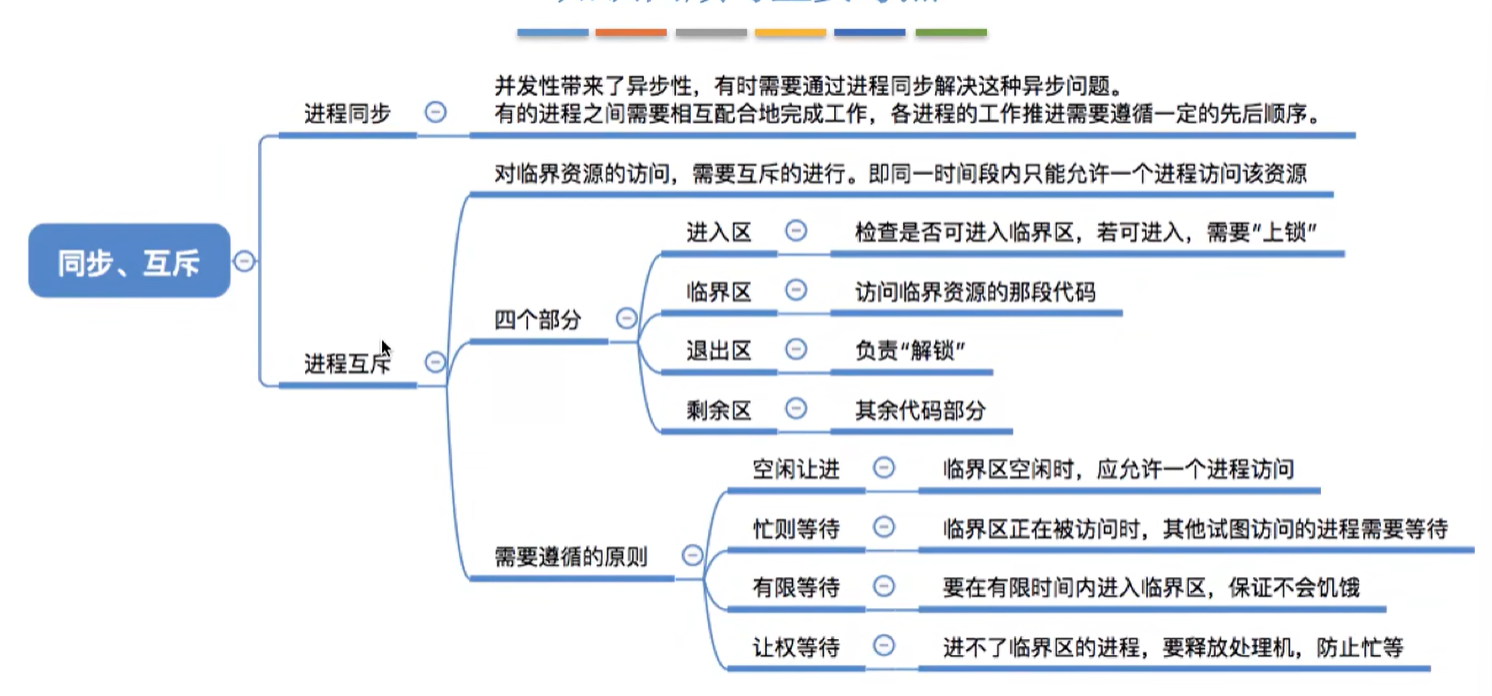 进程同步
并发性带来了异步性，有时需要通过进程同步解决这种异步问题。
有的进程之间需要相互配合地完成工作，各进程的工作推进需要遵循一定的先后顺序。
同步、互斥
进程互斥
对临界资源的访问，需要互斥的进行。即同一时间段内只能允许一个进程访问该资源
四个部分
进入区
检查是否可进入临界区，若可进入，需要“上锁”
临界区
访问临界资源的那段代码
退出区
负责“解锁”
剩余区
其余代码部分
需要遵循的原则
空闲让进
临界区空闲时，应允许一个进程访问
忙则等待
临界区正在被访问时，其他试图访问的进程需要等待
有限等待
要在有限时间内进入临界区，保证不会饥饿
让权等待
进不了临界区的进程，要释放处理机，防止忙等